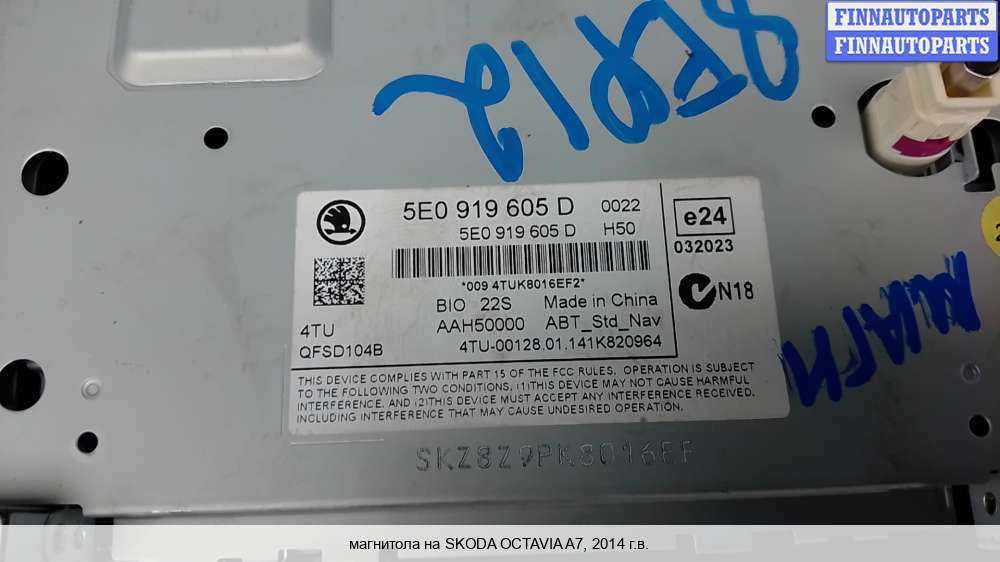 FINNAUTOPARTS
FINNAUTOPARTS
5E0 919 605 D 0022
5E0 919 605 D H50
e24
032023
*009 4TUK8016EF2*
BIO 22S Made in China
N18
4TU AAH50000 ABT_Std_Nav
QFSD104B 4TU-00128.01.141K820964
THIS DEVICE COMPLIES WITH PART 15 OF THE FCC RULES. OPERATION IS SUBJECT
TO THE FOLLOWING TWO CONDITIONS, (1)THIS DEVICE MAY NOT CAUSE HARMFUL
INTERFERENCE, AND (2)THIS DEVICE MUST ACCEPT ANY INTERFERENCE RECEIVED,
INCLUDING INTERFERENCE THAT MAY CAUSE UNDESIRED OPERATION.
SKZ8Z9PK8016EF
магнитола на SKODA OCTAVIA A7, 2014 г.в.